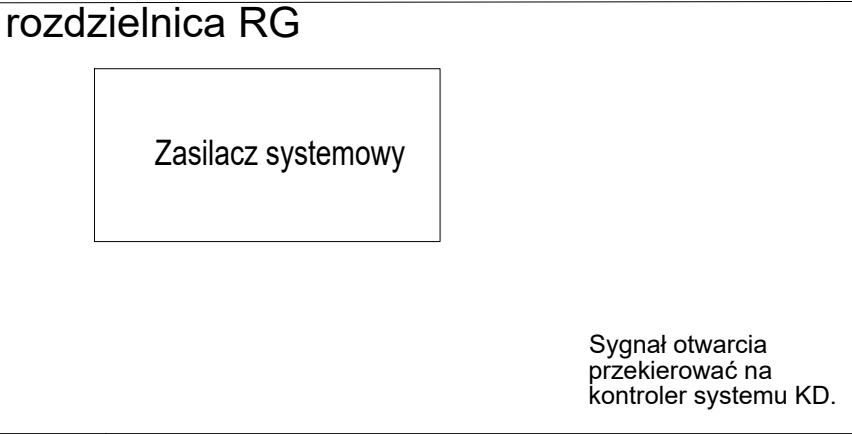 rozdzielnica RG
Zasilacz systemowy
Sygnał otwarcia
przekierować na
kontroler systemu KD.